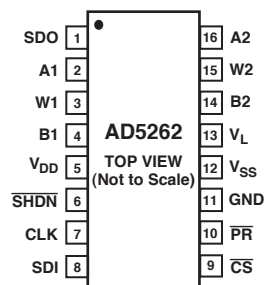 SDO 1 16 A2
A1 2 15 W2
W1 3 14 B2
B1 4 AD5262 13 VL
VDD 5 TOP VIEW 12 VSS
(Not to Scale)
SHDN 6 11 GND
CLK 7 10 PR
SDI 8 9 CS